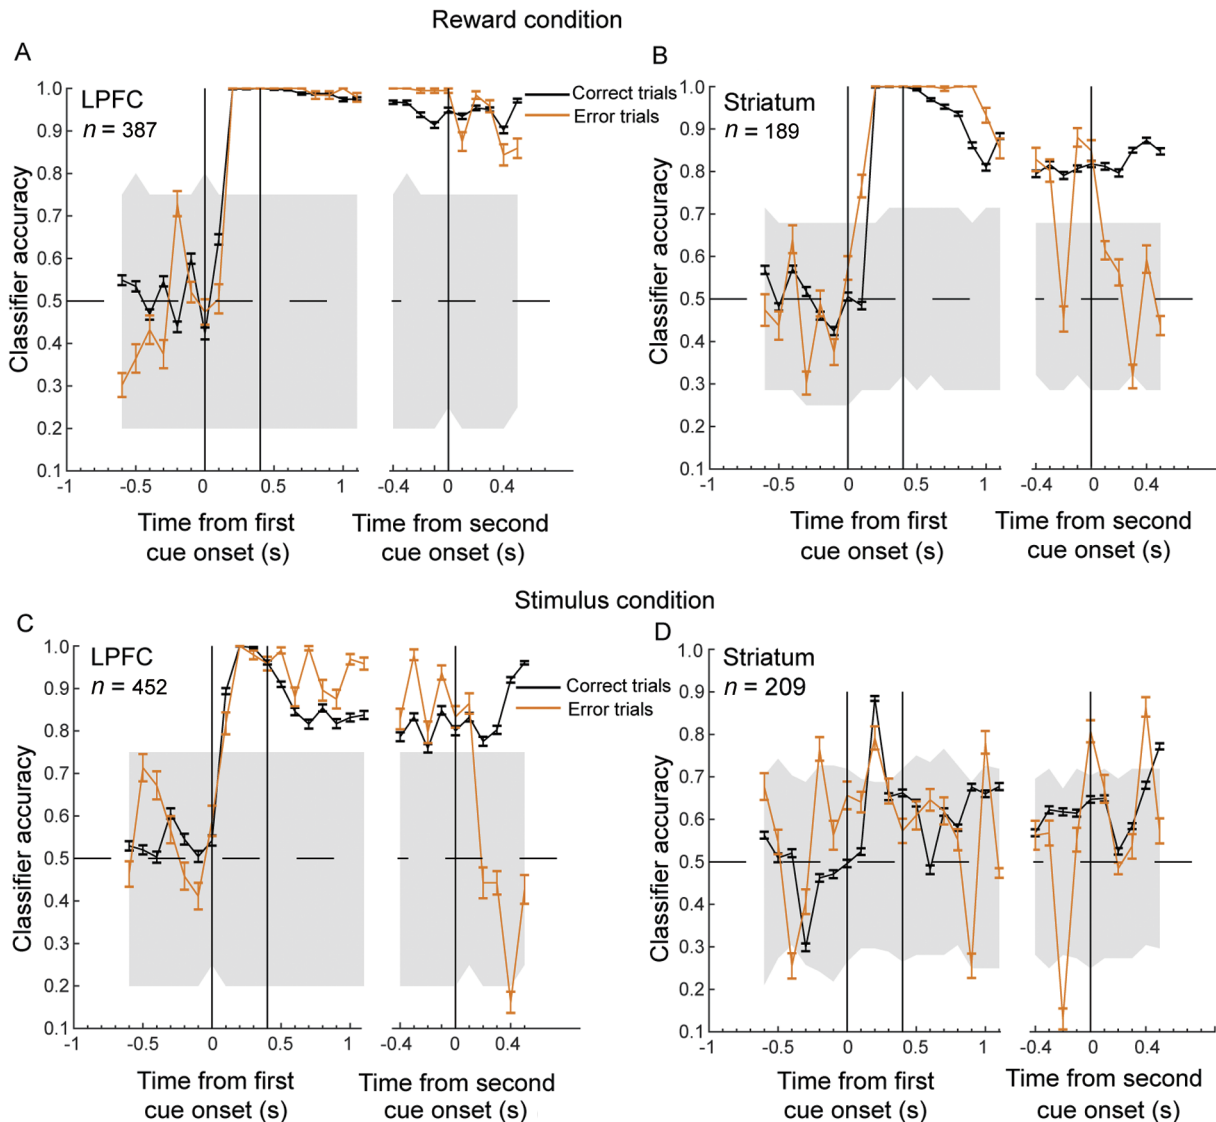 Reward condition
A
LPFC
n = 387
Correct trials
Error trials
Classifier accuracy
1.0
0.9
0.8
0.7
0.6
0.5
0.4
0.3
0.2
0.1
-1
-0.5
0
0.5
1
-0.4
0
0.4
Time from first
cue onset (s)
Time from second
cue onset (s)
B
Striatum
n = 189
Classifier accuracy
1.0
0.9
0.8
0.7
0.6
0.5
0.4
0.3
0.2
0.1
-1
-0.5
0
0.5
1
-0.4
0
0.4
0.8
Time from first
cue onset (s)
Time from second
cue onset (s)
Stimulus condition
C
LPFC
n = 452
Correct trials
Error trials
Classifier accuracy
1.0
0.9
0.8
0.7
0.6
0.5
0.4
0.3
0.2
0.1
-1
-0.5
0
0.5
1
-0.4
0
0.4
Time from first
cue onset (s)
Time from second
cue onset (s)
D
Striatum
n = 209
Classifier accuracy
1.0
0.9
0.8
0.7
0.6
0.5
0.4
0.3
0.2
0.1
-1
-0.5
0
0.5
1
-0.4
0
0.4
0.8
Time from first
cue onset (s)
Time from second
cue onset (s)